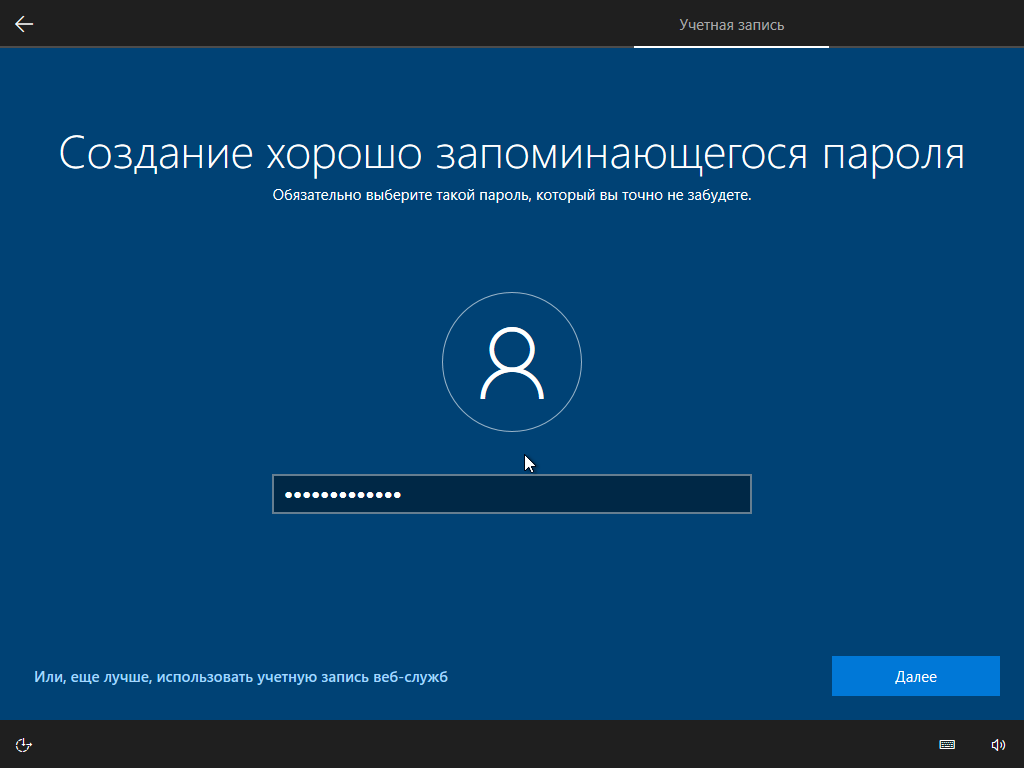 Учетная запись
Создание хорошо запоминающегося пароля
Обязательно выберите такой пароль, который вы точно не забудете.
●●●●●●●●●●●●●
Или, еще лучше, использовать учетную запись веб-служб
Далее